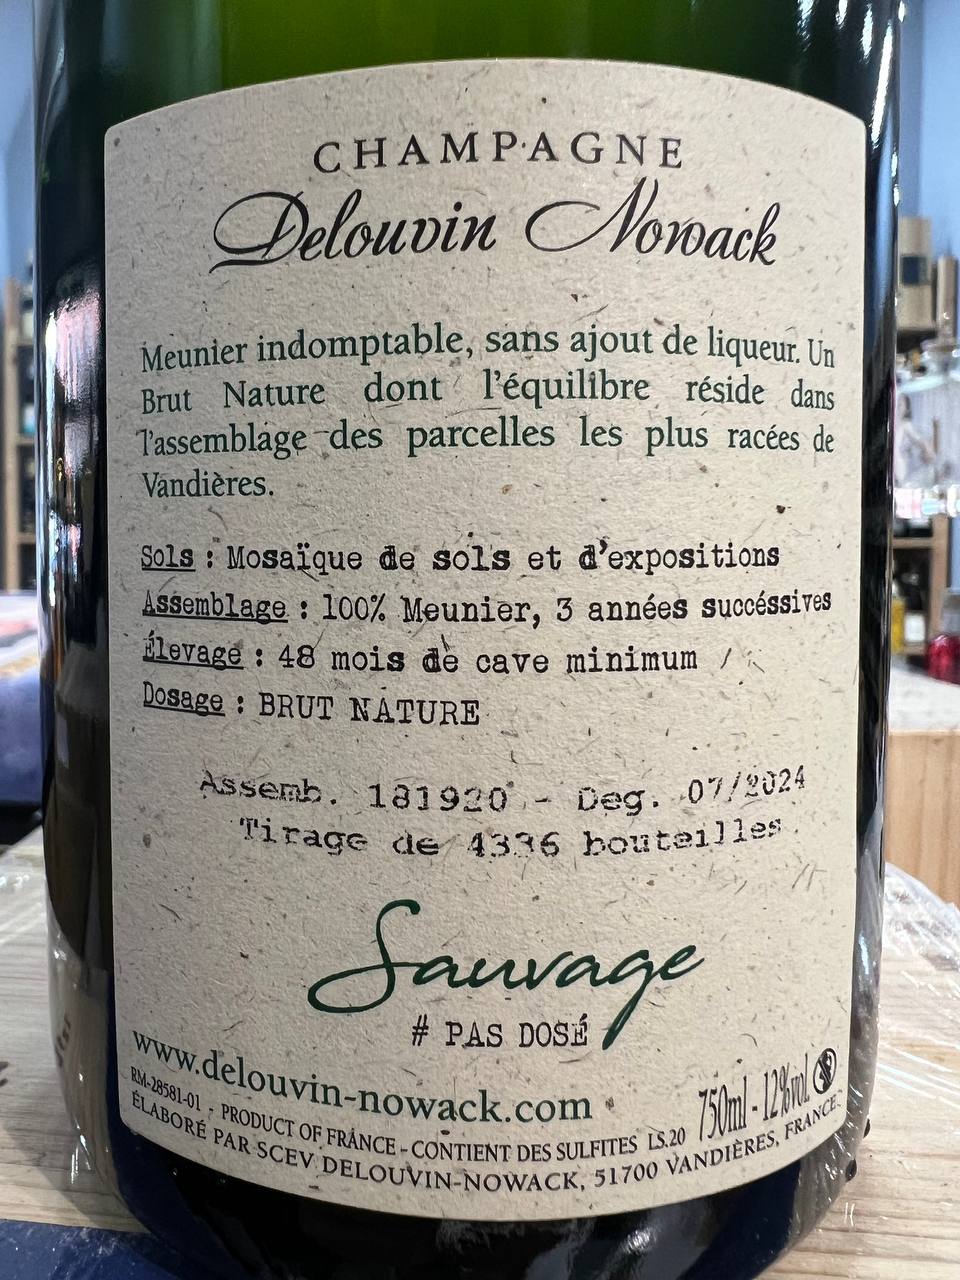 CHAMPAGNE
Delouvin Nowack
Meunier indomptable, sans ajout de liqueur. Un
Brut Nature dont l'équilibre réside dans
l'assemblage des parcelles les plus racées de
Vandières.
Sols : Mosaïque de sols et d'expositions
Assemblage : 100% Meunier, 3 années succéssives
Élevage : 48 mois de cave minimum
Dosage : BRUT NATURE
Assemb. 181920 - Deg. 07/2024
Tirage de 4336 bouteilles
Sauvage
# PAS DOSÉ
www.delouvin-nowack.com
750ml - 12%vol
RM-28581-01 - PRODUCT OF FRANCE - CONTIENT DES SULFITES LS.20
ÉLABORÉ PAR SCEV DELOUVIN-NOWACK, 51700 VANDIÈRES, FRANCE